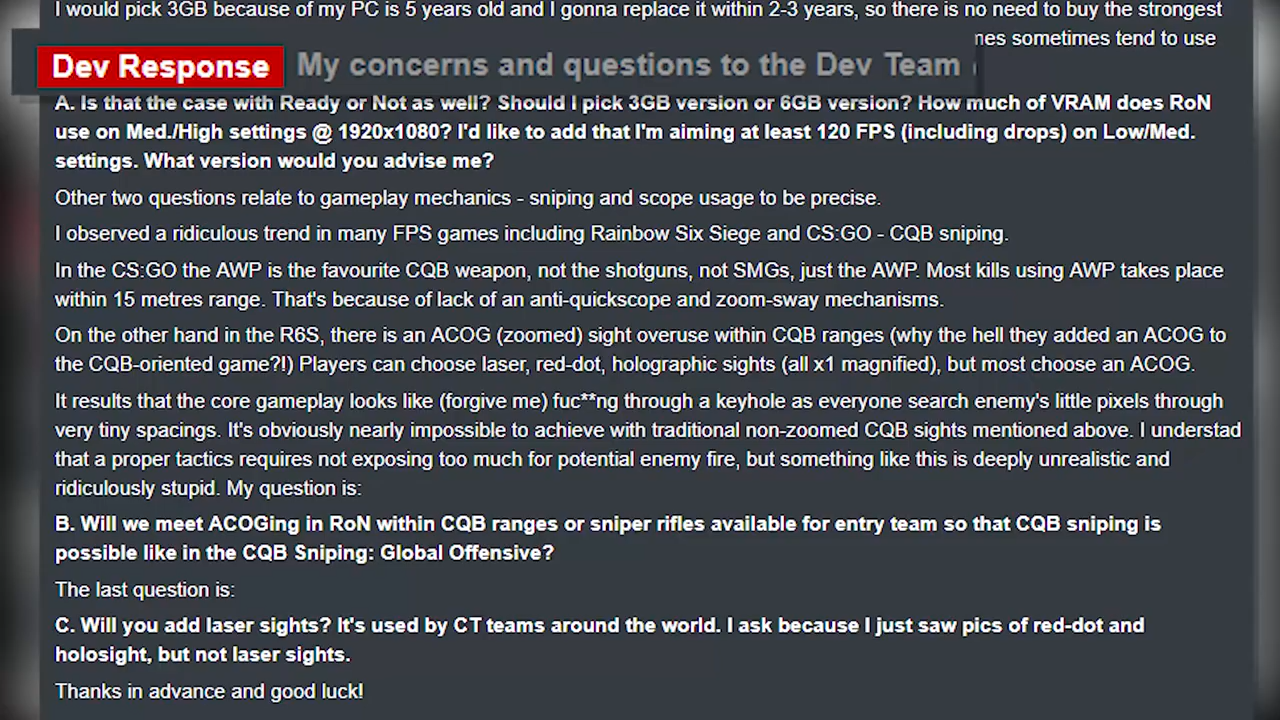 I would pick 3GB because of my PC is 5 years old and I gonna replace it within 2-3 years, so there is no need to buy the strongest
mes sometimes tend to use
Dev Response My concerns and questions to the Dev Team
A. Is that the case with Ready or Not as well? Should I pick 3GB version or 6GB version? How much of VRAM does RoN
use on Med./High settings @ 1920x1080? I'd like to add that I'm aiming at least 120 FPS (including drops) on Low/Med.
settings. What version would you advise me?
Other two questions relate to gameplay mechanics - sniping and scope usage to be precise.
I observed a ridiculous trend in many FPS games including Rainbow Six Siege and CS:GO - CQB sniping.
In the CS:GO the AWP is the favourite CQB weapon, not the shotguns, not SMGs, just the AWP. Most kills using AWP takes place
within 15 metres range. That's because of lack of an anti-quickscope and zoom-sway mechanisms.
On the other hand in the R6S, there is an ACOG (zoomed) sight overuse within CQB ranges (why the hell they added an ACOG to
the CQB-oriented game?!) Players can choose laser, red-dot, holographic sights (all x1 magnified), but most choose an ACOG.
It results that the core gameplay looks like (forgive me) fuc**ng through a keyhole as everyone search enemy's little pixels through
very tiny spacings. It's obviously nearly impossible to achieve with traditional non-zoomed CQB sights mentioned above. I understad
that a proper tactics requires not exposing too much for potential enemy fire, but something like this is deeply unrealistic and
ridiculously stupid. My question is:
B. Will we meet ACOGing in RoN within CQB ranges or sniper rifles available for entry team so that CQB sniping is
possible like in the CQB Sniping: Global Offensive?
The last question is:
C. Will you add laser sights? It's used by CT teams around the world. I ask because I just saw pics of red-dot and
holosight, but not laser sights.
Thanks in advance and good luck!